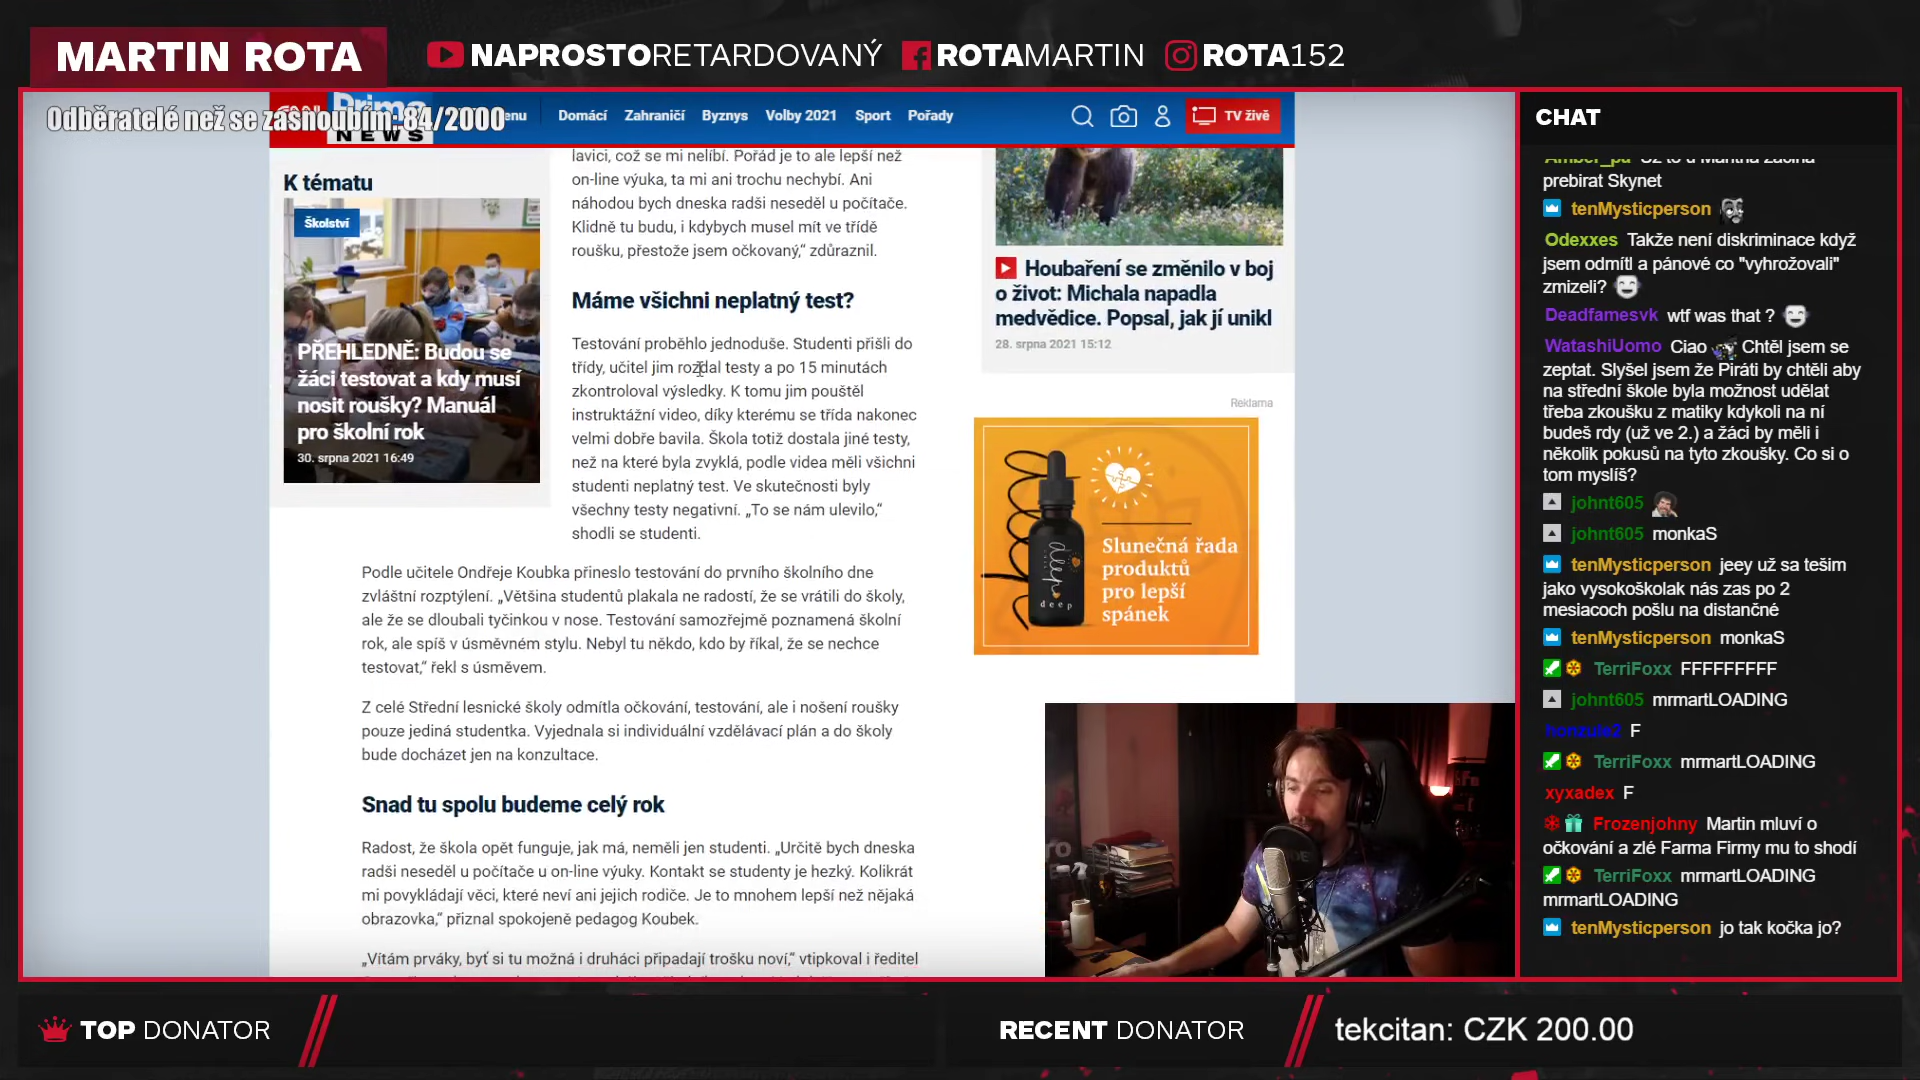 MARTIN ROTA
NAPROSTORETARDOVANÝ
ROTAMARTIN
ROTA152
Odběratelé než se zasnoubím: 84/2000
Prima
NEWS
Domácí
Zahraničí
Byznys
Volby 2021
Sport
Pořady
TV živě
K tématu
Školství
PŘEHLEDNĚ: Budou se
žáci testovat a kdy musí
nosit roušky? Manuál
pro školní rok
30. srpna 2021 16:49
lavici, což se mi nelíbí. Pořád je to ale lepší než
on-line výuka, ta mi ani trochu nechybí. Ani
náhodou bych dneska radši neseděl u počítače.
Klidně tu budu, i kdybych musel mít ve třídě
roušku, přestože jsem očkovaný,“ zdůraznil.
Máme všichni neplatný test?
Testování proběhlo jednoduše. Studenti přišli do
třídy, učitel jim rozdal testy a po 15 minutách
zkontroloval výsledky. K tomu jim pouštěl
instruktážní video, díky kterému se třída nakonec
velmi dobře bavila. Škola totiž dostala jiné testy,
než na které byla zvyklá, podle videa měli všichni
studenti neplatný test. Ve skutečnosti byly
všechny testy negativní. „To se nám ulevilo,“
shodli se studenti.
Podle učitele Ondřeje Koubka přineslo testování do prvního školního dne
zvláštní rozptýlení. „Většina studentů plakala ne radostí, že se vrátili do školy,
ale že se dloubali tyčinkou v nose. Testování samozřejmě poznamená školní
rok, ale spíš v úsměvném stylu. Nebyl tu někdo, kdo by říkal, že se nechce
testovat,“ řekl s úsměvem.
Z celé Střední lesnické školy odmítla očkování, testování, ale i nošení roušky
pouze jediná studentka. Vyjednala si individuální vzdělávací plán a do školy
bude docházet jen na konzultace.
Snad tu spolu budeme celý rok
Radost, že škola opět funguje, jak má, neměli jen studenti. „Určitě bych dneska
radši neseděl u počítače u on-line výuky. Kontakt se studenty je hezký. Kolikrát
mi povykládají věci, které neví ani jejich rodiče. Je to mnohem lepší než nějaká
obrazovka,“ přiznal spokojeně pedagog Koubek.
„Vítám prváky, byť si tu možná i druháci připadají trošku noví,“ vtipkoval i ředitel
Houbaření se změnilo v boj
o život: Michala napadla
medvědice. Popsal, jak jí unikl
28. srpna 2021 15:12
Reklama
deep
deep
Slunečná řada
produktů
pro lepší
spánek
CHAT
prebirat Skynet
tenMysticperson
Odexxes Takže není diskriminace když
jsem odmítl a pánové co "vyhrožovali"
zmizeli?
Deadfamesvk wtf was that ?
WatashiUomo Ciao Chtěl jsem se
zeptat. Slyšel jsem že Piráti by chtěli aby
na střední škole byla možnost udělat
třeba zkoušku z matiky kdykoli na ní
budeš rdy (už ve 2.) a žáci by měli i
několik pokusů na tyto zkoušky. Co si o
tom myslíš?
johnt605
johnt605 monkaS
tenMysticperson jeey už sa tešim
jako vysokoškolak nás zas po 2
mesiacoch pošlu na distančné
tenMysticperson monkaS
TerriFoxx FFFFFFFFF
johnt605 mrmartLOADING
honzule2 F
TerriFoxx mrmartLOADING
xyxadex F
Frozenjohny Martin mluví o
očkování a zlé Farma Firmy mu to shodí
TerriFoxx mrmartLOADING
mrmartLOADING
tenMysticperson jo tak kočka jo?
TOP DONATOR
RECENT DONATOR
tekcitan: CZK 200.00